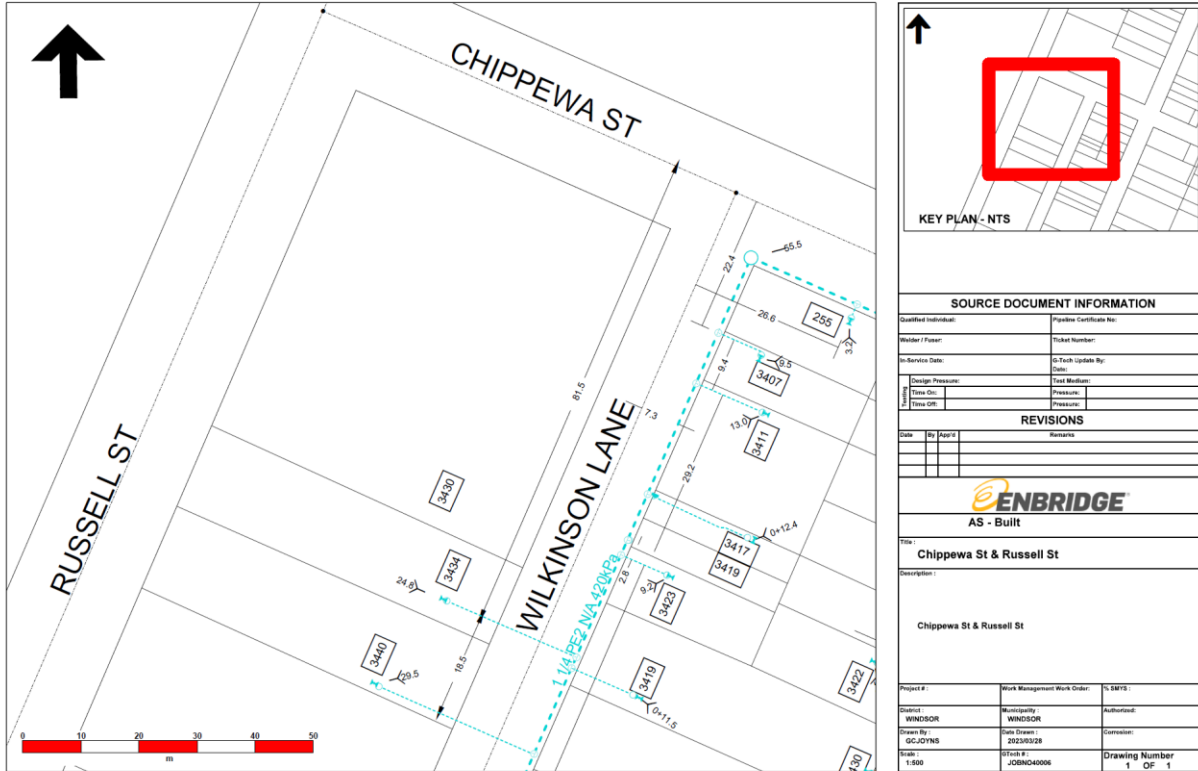 CHIPPEWA ST
65.5
22.4
255
26.6
3.2
9.4
9.5
3407
81.5
7.3
13.0
3411
RUSSELL ST
WILKINSON LANE
29.2
3430
0+12.4
3417
3419
24.8
3434
2.8
9.2
3423
1 1/4 PE2 N/A 420kPa
3440
29.5
18.5
3419
0+11.5
3422
430
0 10 20 30 40 50
m
KEY PLAN - NTS
SOURCE DOCUMENT INFORMATION
Qualified Individual: Pipeline Certificate No:
Welder / Fuser: Ticket Number:
In-Service Date: G-Tech Update By:
Date:
Testing
Design Pressure: Test Medium:
Time On: Pressure:
Time Off: Pressure:
REVISIONS
Date By App'd Remarks
ENBRIDGE
AS - Built
Title :
Chippewa St & Russell St
Description :
Chippewa St & Russell St
Project # : Work Management Work Order: % SMYS :
District : Municipality : Authorized:
WINDSOR WINDSOR
Drawn By : Date Drawn : Corrosion:
GCJOYNS 2023/03/28
Scale : GTech # : Drawing Number
1:500 JOBNO40006 1 OF 1